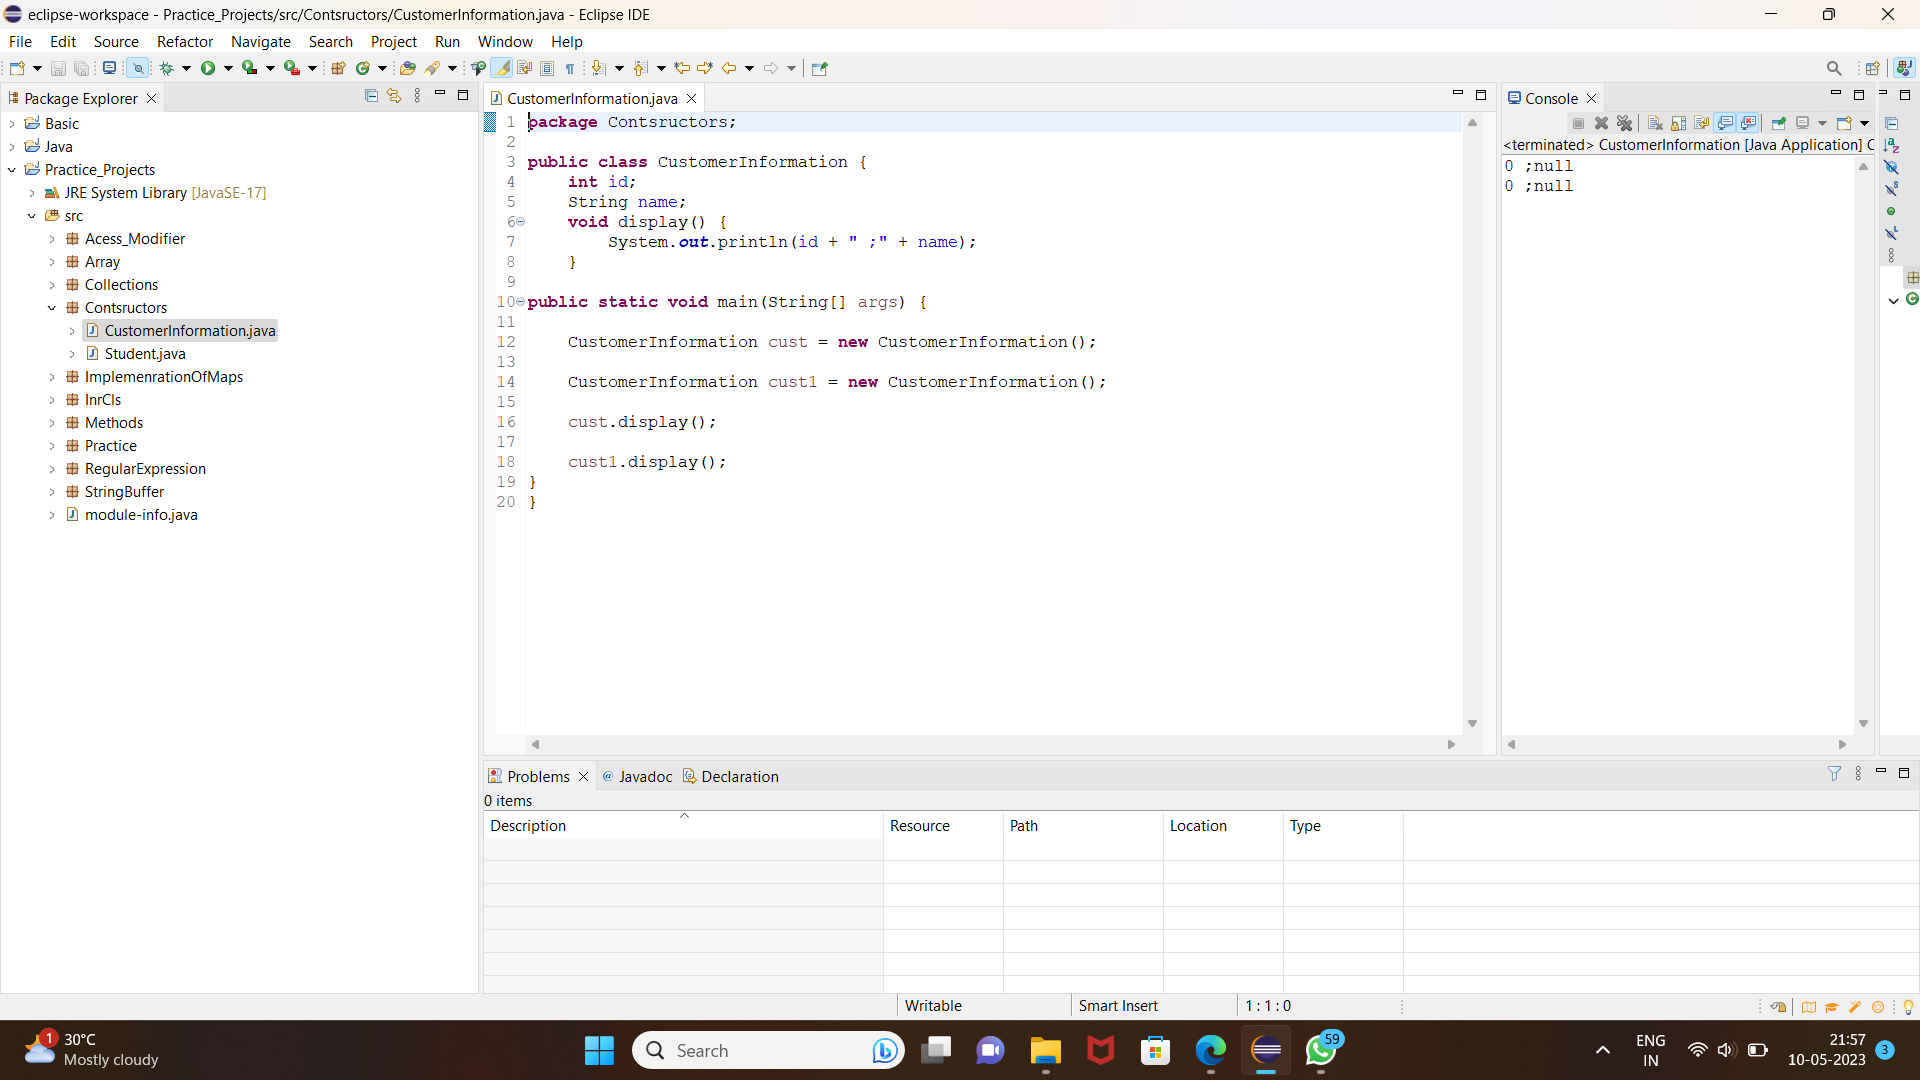 eclipse-workspace - Practice_Projects/src/Contsructors/CustomerInformation.java - Eclipse IDE
File Edit Source Refactor Navigate Search Project Run Window Help
Package Explorer
Basic
Java
Practice_Projects
JRE System Library [JavaSE-17]
src
Acess_Modifier
Array
Collections
Contsructors
CustomerInformation.java
Student.java
ImplemenrationOfMaps
InrCls
Methods
Practice
RegularExpression
StringBuffer
module-info.java
CustomerInformation.java
1 package Contsructors;
2
3 public class CustomerInformation {
4     int id;
5     String name;
6     void display() {
7         System.out.println(id + " ;" + name);
8     }
9
10 public static void main(String[] args) {
11
12     CustomerInformation cust = new CustomerInformation();
13
14     CustomerInformation cust1 = new CustomerInformation();
15
16     cust.display();
17
18     cust1.display();
19 }
20 }
Console
<terminated> CustomerInformation [Java Application] C
0 ;null
0 ;null
Problems @ Javadoc Declaration
0 items
Description Resource Path Location Type
Writable Smart Insert 1 : 1 : 0
1
30°C
Mostly cloudy
Search
59
ENG
IN
21:57
10-05-2023
3